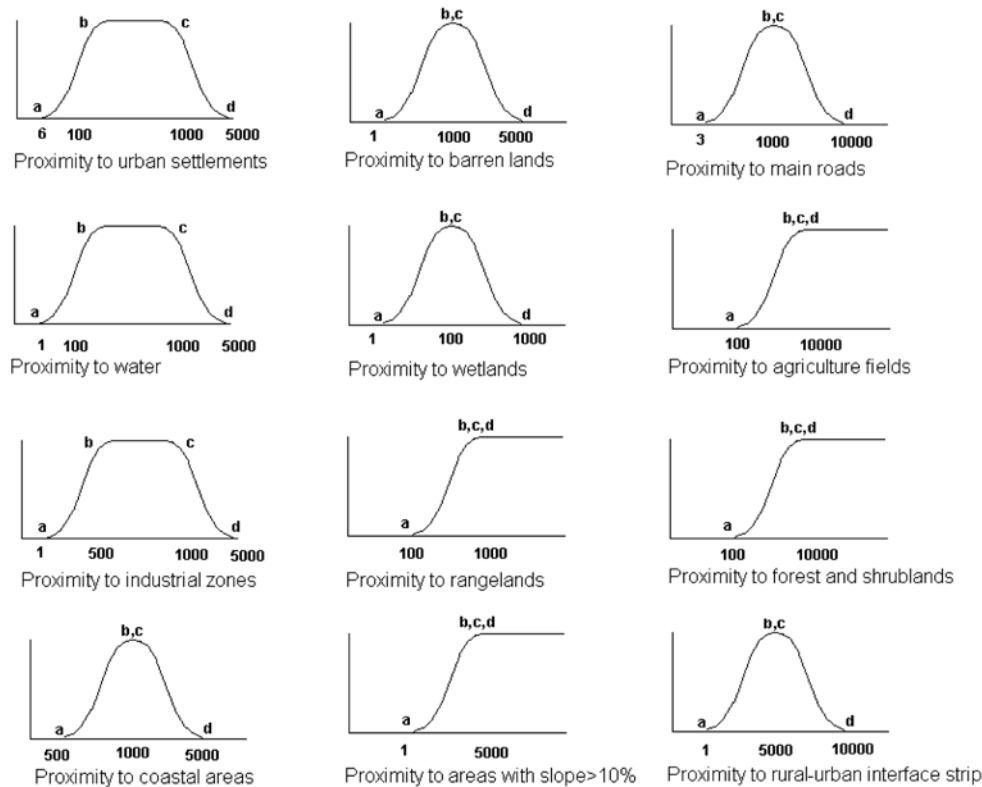 b c
a d
6 100 1000 5000
Proximity to urban settlements
b,c
a d
1 1000 5000
Proximity to barren lands
b,c
a d
3 1000 10000
Proximity to main roads
b c
a d
1 100 1000 5000
Proximity to water
b,c
a d
1 100 1000
Proximity to wetlands
b,c,d
a
100 10000
Proximity to agriculture fields
b c
a d
1 500 1000 5000
Proximity to industrial zones
b,c,d
a
100 1000
Proximity to rangelands
b,c,d
a
100 10000
Proximity to forest and shrublands
b,c
a d
500 1000 5000
Proximity to coastal areas
b,c,d
a
1 5000
Proximity to areas with slope>10%
b,c
a d
1 5000 10000
Proximity to rural-urban interface strip